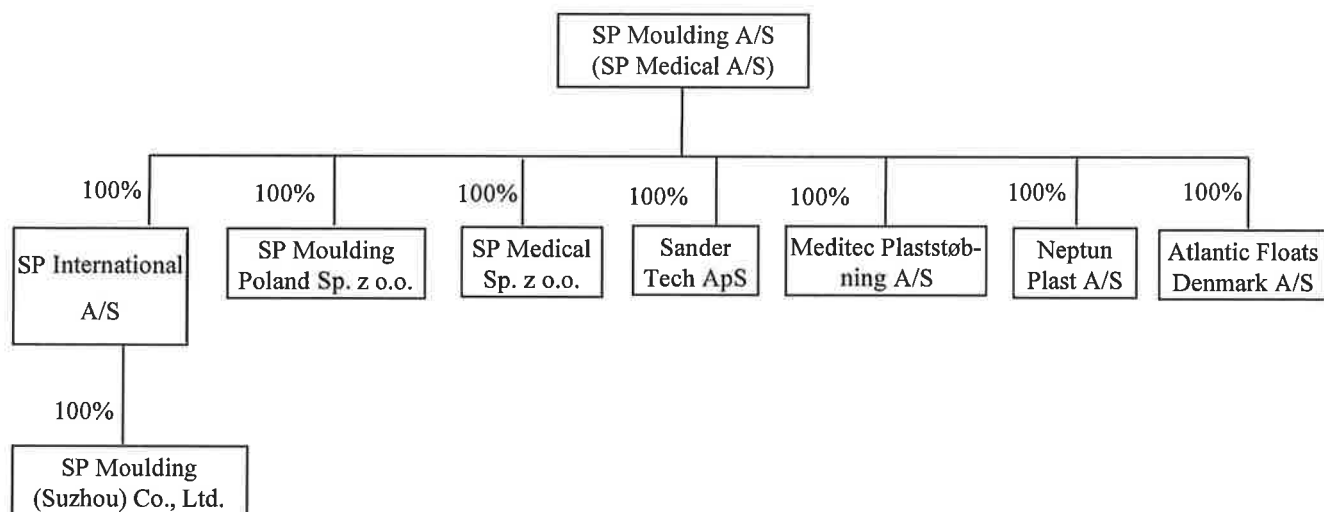 SP Moulding A/S
(SP Medical A/S)
100%
100%
100%
100%
100%
100%
100%
SP International
A/S
SP Moulding
Poland Sp. z o.o.
SP Medical
Sp. z o.o.
Sander
Tech ApS
Meditec Plaststøb-
ning A/S
Neptun
Plast A/S
Atlantic Floats
Denmark A/S
100%
SP Moulding
(Suzhou) Co., Ltd.